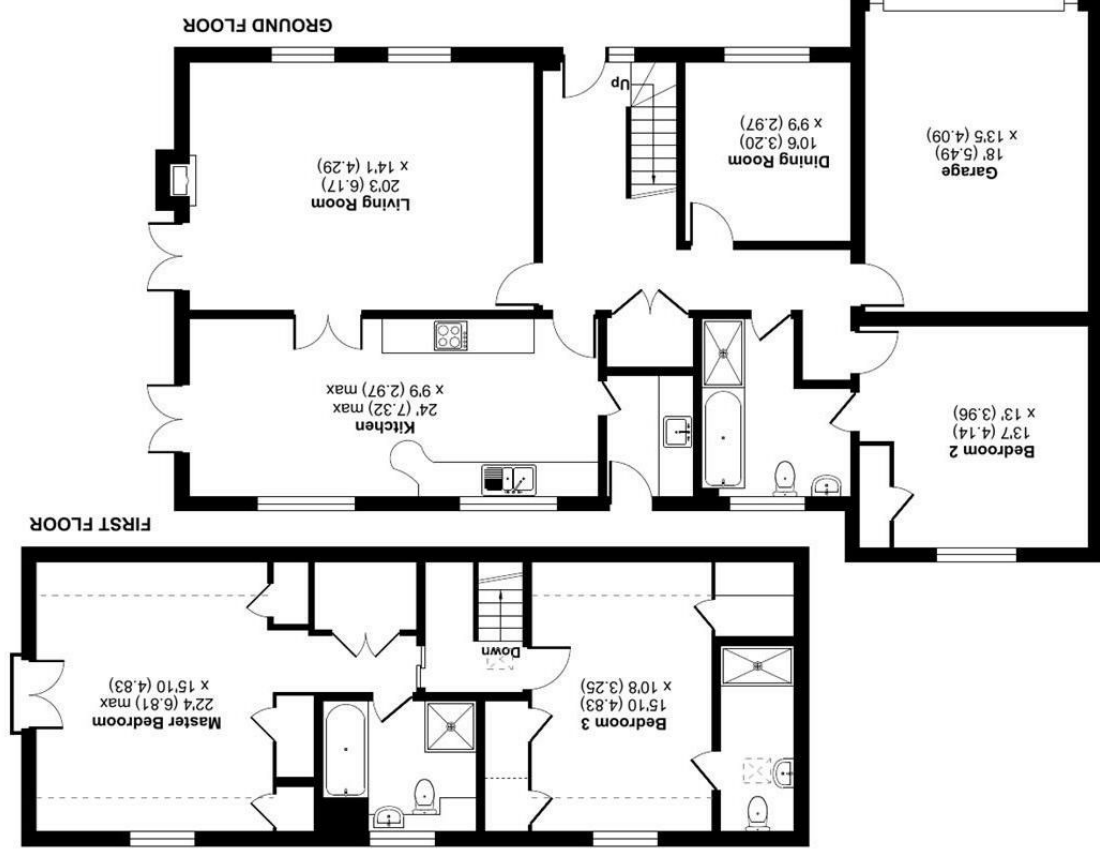 Bedroom 3
15'10 (4.83)
x 10'8 (3.25)
Master Bedroom
22'4 (6.81) max
x 15'10 (4.83)
Down
FIRST FLOOR
Bedroom 2
13'7 (4.14)
x 13' (3.96)
Kitchen
24' (7.32) max
x 9'9 (2.97) max
Garage
18' (5.49)
x 13'5 (4.09)
Dining Room
10'6 (3.20)
x 9'9 (2.97)
Living Room
20'3 (6.17)
x 14'1 (4.29)
Up
GROUND FLOOR